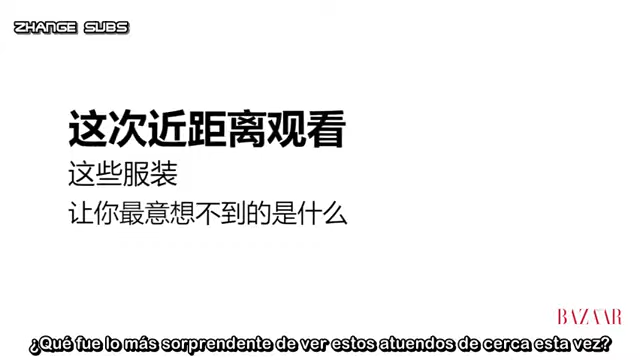 ZHANGE SUBS
这次近距离观看
这些服装
让你最意想不到的是什么
BAZAAR
¿Qué fue lo más sorprendente de ver estos atuendos de cerca esta vez?